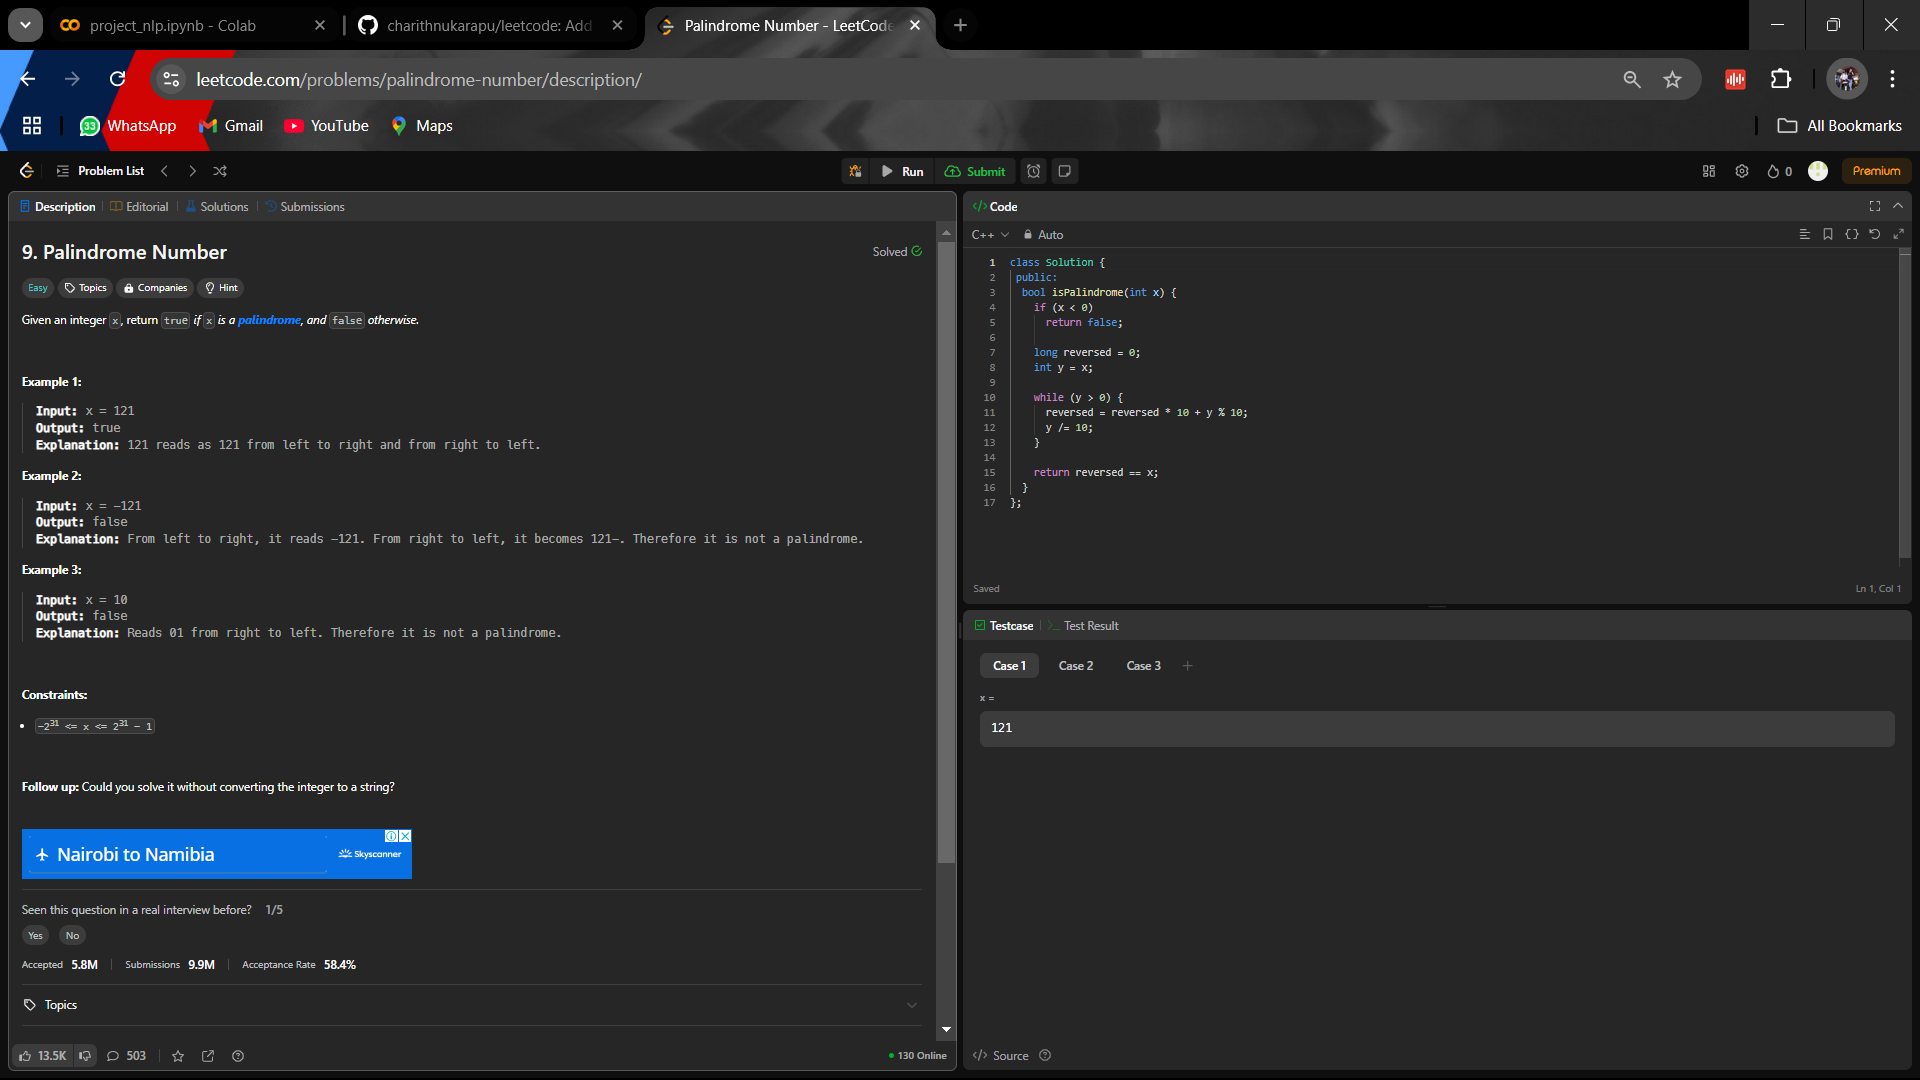 project_nlp.ipynb - Colab
charithnukarapu/leetcode: Add
Palindrome Number - LeetCode
leetcode.com/problems/palindrome-number/description/
33 WhatsApp Gmail YouTube Maps All Bookmarks
Problem List Run Submit 0 Premium
Description Editorial Solutions Submissions
9. Palindrome Number
Solved
Easy Topics Companies Hint
Given an integer x, return true if x is a palindrome, and false otherwise.
Example 1:
Input: x = 121
Output: true
Explanation: 121 reads as 121 from left to right and from right to left.
Example 2:
Input: x = -121
Output: false
Explanation: From left to right, it reads -121. From right to left, it becomes 121-. Therefore it is not a palindrome.
Example 3:
Input: x = 10
Output: false
Explanation: Reads 01 from right to left. Therefore it is not a palindrome.
Constraints:
-2³¹ <= x <= 2³¹ - 1
Follow up: Could you solve it without converting the integer to a string?
Nairobi to Namibia
Skyscanner
Seen this question in a real interview before? 1/5
Yes No
Accepted 5.8M Submissions 9.9M Acceptance Rate 58.4%
Topics
13.5K 503 130 Online
</> Code
C++ Auto
1 class Solution {
2 public:
3 bool isPalindrome(int x) {
4 if (x < 0)
5 return false;
6
7 long reversed = 0;
8 int y = x;
9
10 while (y > 0) {
11 reversed = reversed * 10 + y % 10;
12 y /= 10;
13 }
14
15 return reversed == x;
16 }
17 };
Saved Ln 1, Col 1
Testcase >_ Test Result
Case 1 Case 2 Case 3 +
x =
121
</> Source